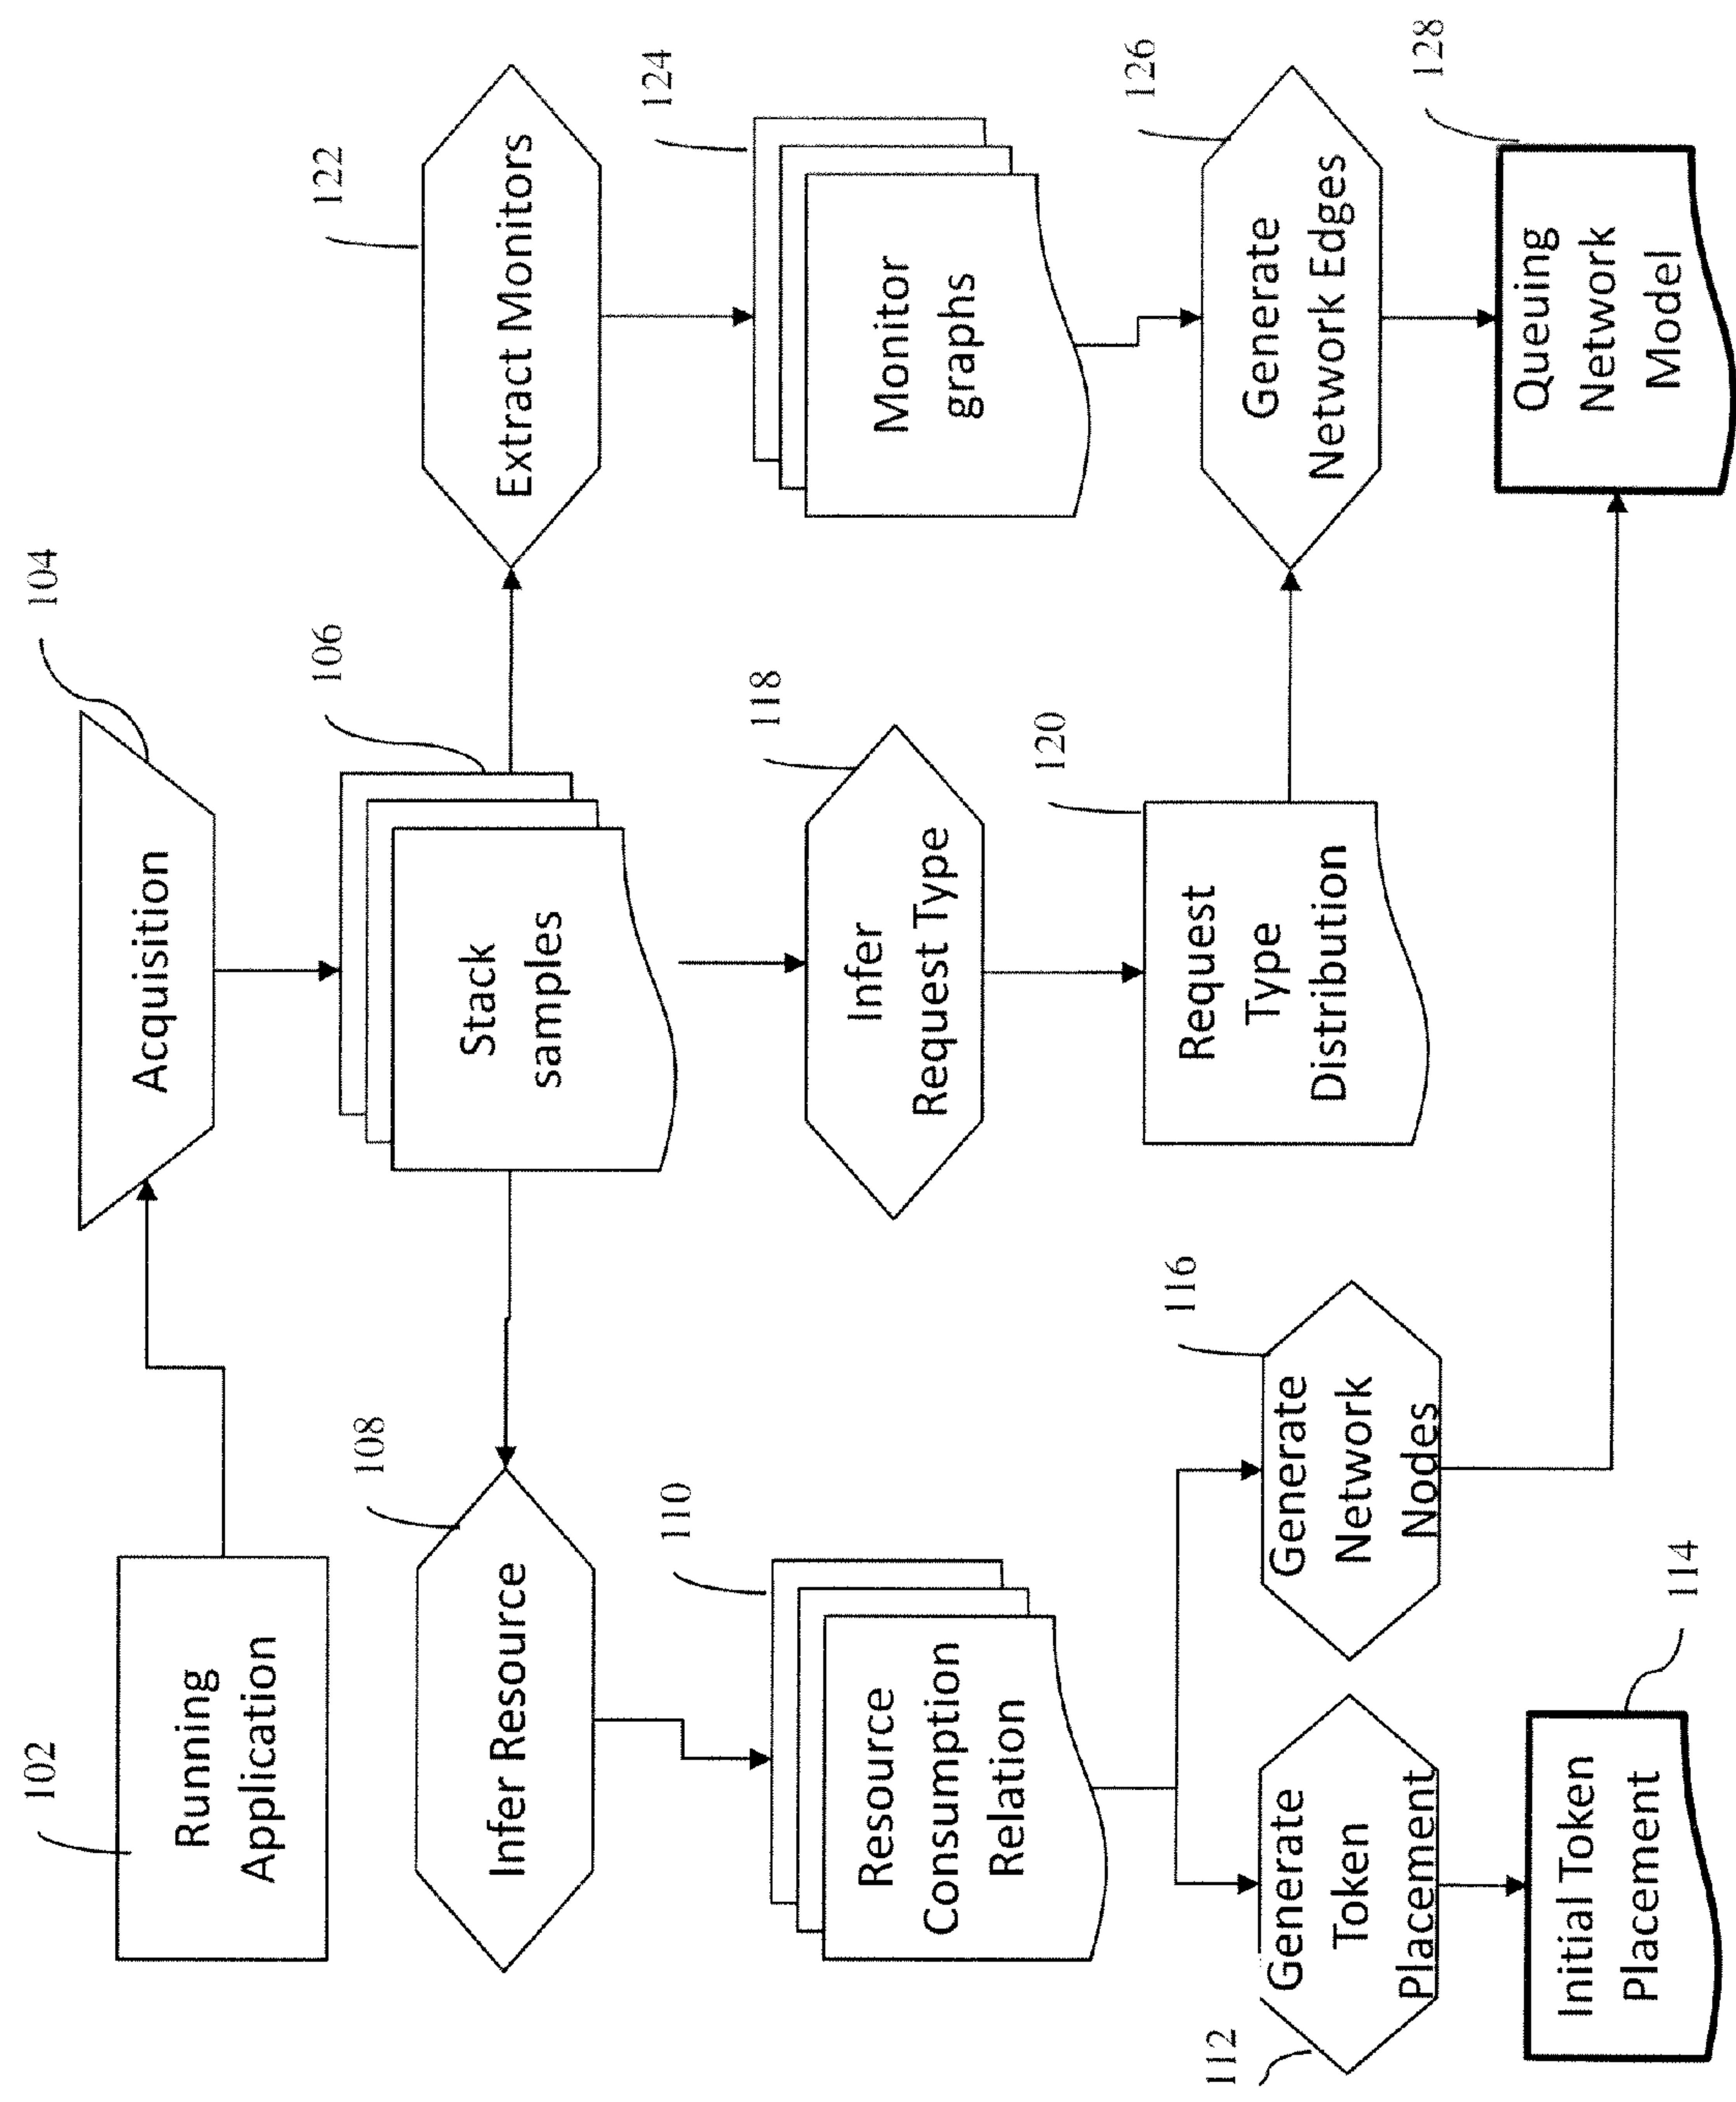 102
Running
Application
Acquisition
104
108
Infer Resource
Stack
samples
106
122
Extract Monitors
110
Resource
Consumption
Relation
118
Infer
Request Type
124
Monitor
graphs
112
Generate
Token
Placement
116
Generate
Network
Nodes
120
Request
Type
Distribution
126
Generate
Network Edges
114
Initial Token
Placement
128
Queuing
Network
Model